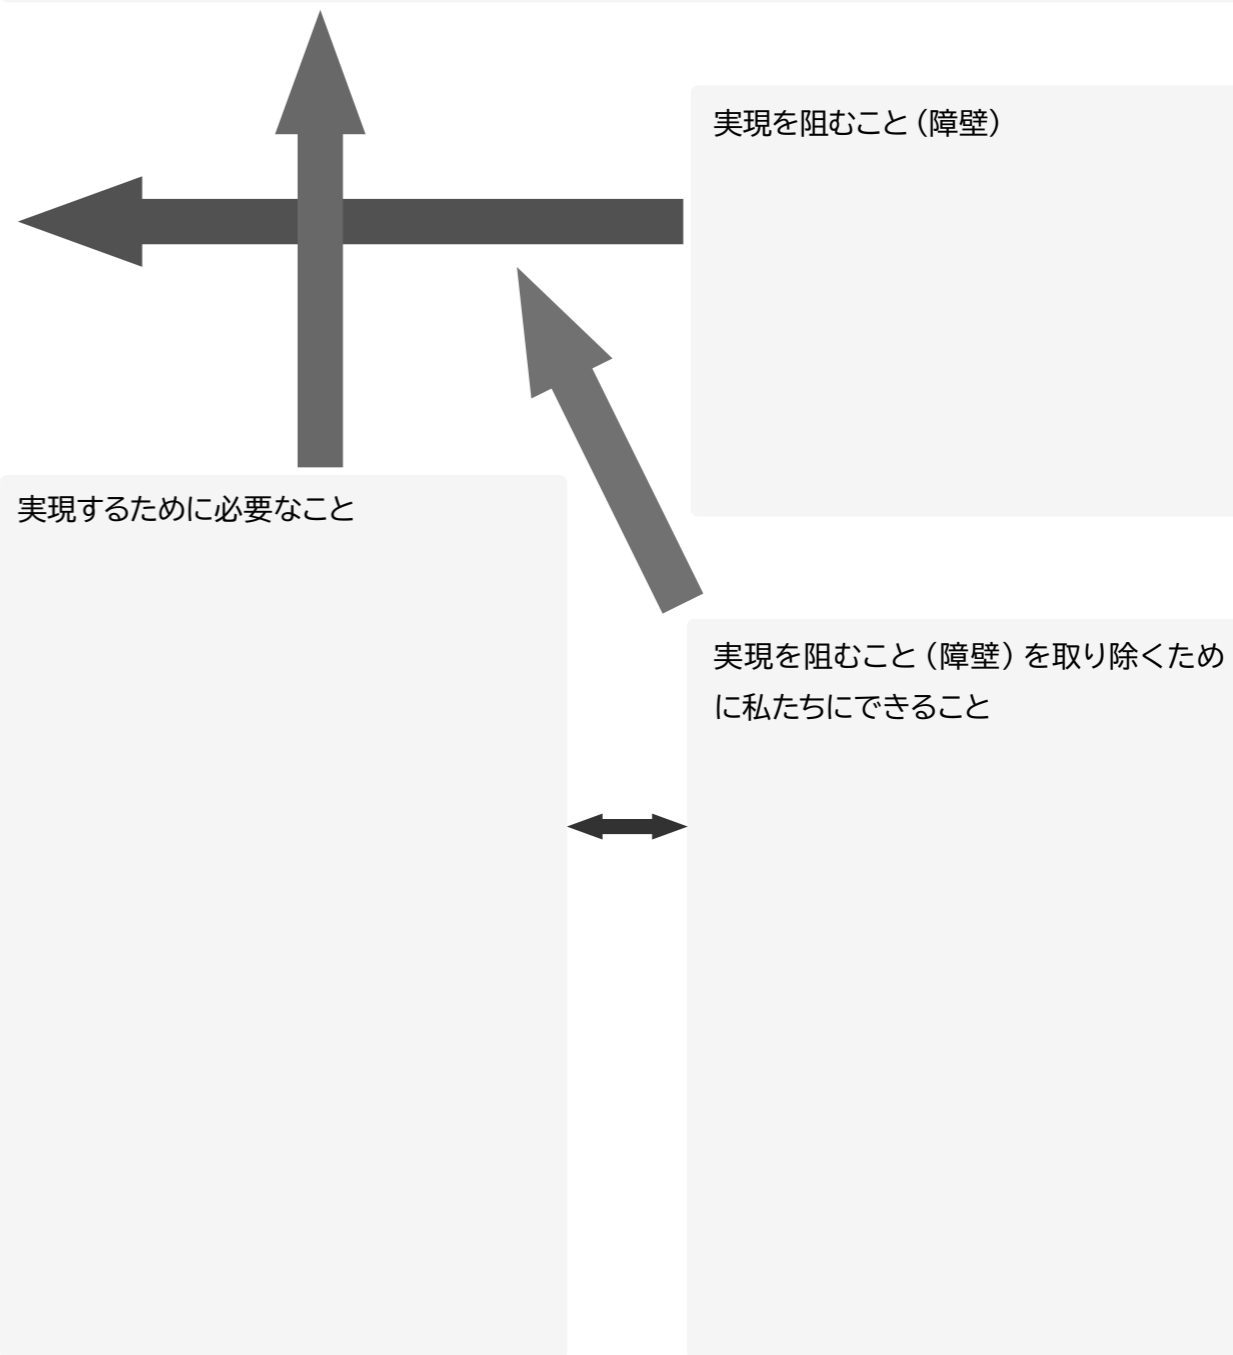 実現を阻むこと（障壁）
実現するために必要なこと
実現を阻むこと（障壁）を取り除くため
に私たちにできること